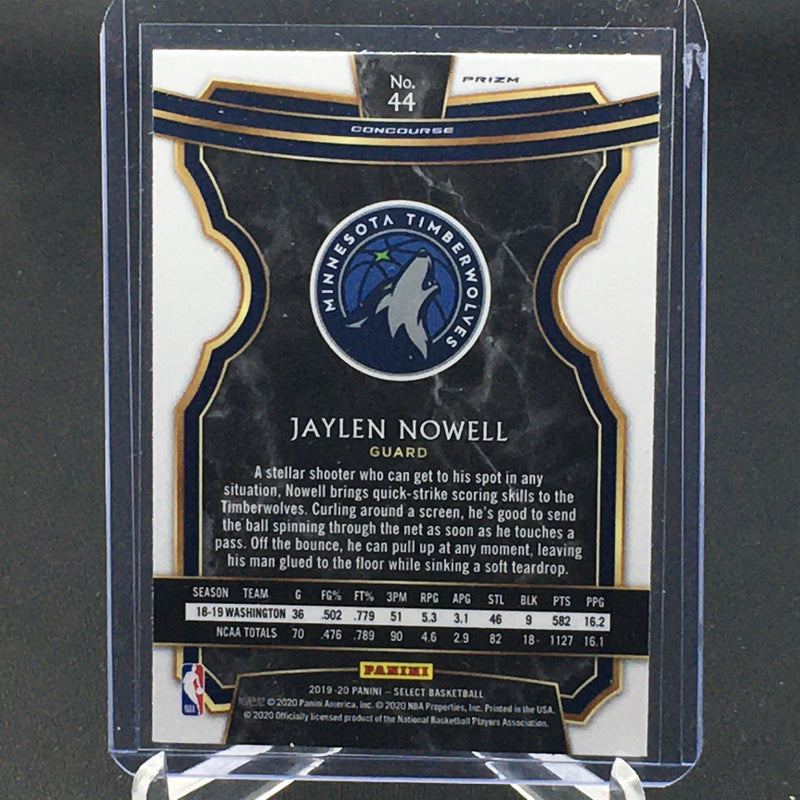 No.
44
PRIZM
CONCOURSE
MINNESOTA TIMBERWOLVES
JAYLEN NOWELL
GUARD
A stellar shooter who can get to his spot in any
situation, Nowell brings quick-strike scoring skills to the
Timberwolves. Curling around a screen, he's good to send
the ball spinning through the net as soon as he touches a
pass. Off the bounce, he can pull up at any moment, leaving
his man glued to the floor while sinking a soft teardrop.
SEASON TEAM G FG% FT% 3PM RPG APG STL BLK PTS PPG
18-19 WASHINGTON 36 .502 .779 51 5.3 3.1 46 9 582 16.2
NCAA TOTALS 70 .476 .789 90 4.6 2.9 82 18 1127 16.1
PANINI
2019-20 PANINI – SELECT BASKETBALL
© 2020 Panini America, Inc. © 2020 NBA Properties, Inc. Printed in the USA.
© 2020 Officially licensed product of the National Basketball Players Association.
NBA